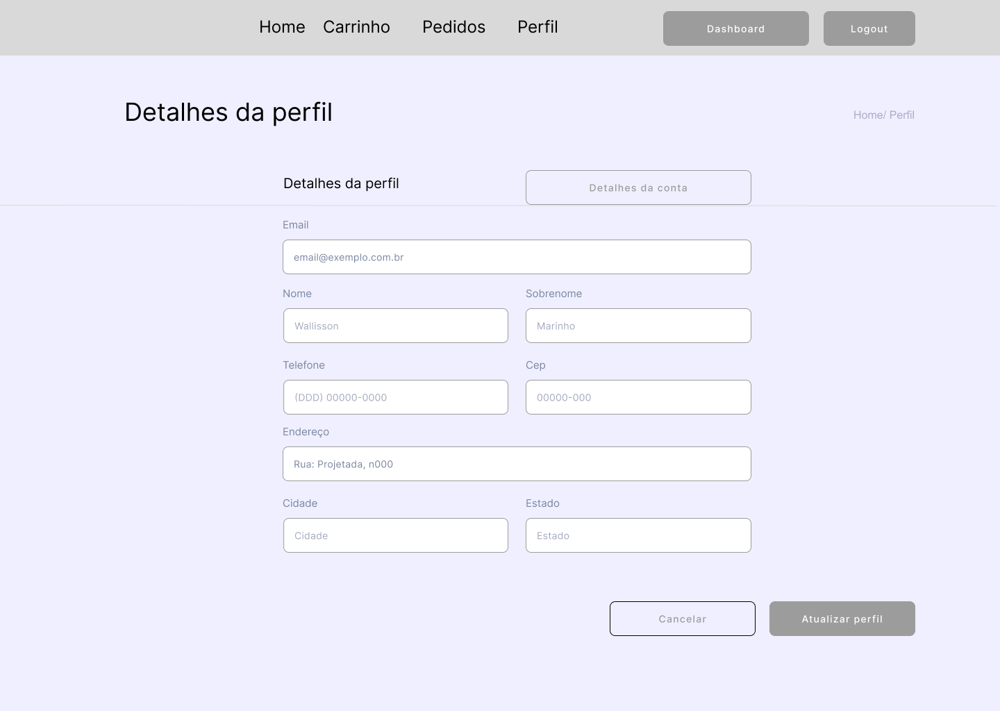 Home Carrinho Pedidos Perfil Dashboard Logout
Detalhes da perfil
Home/ Perfil
Detalhes da perfil
Detalhes da conta
Email
email@exemplo.com.br
Nome Sobrenome
Wallisson Marinho
Telefone Cep
(DDD) 00000-0000 00000-000
Endereço
Rua: Projetada, n000
Cidade Estado
Cidade Estado
Cancelar Atualizar perfil